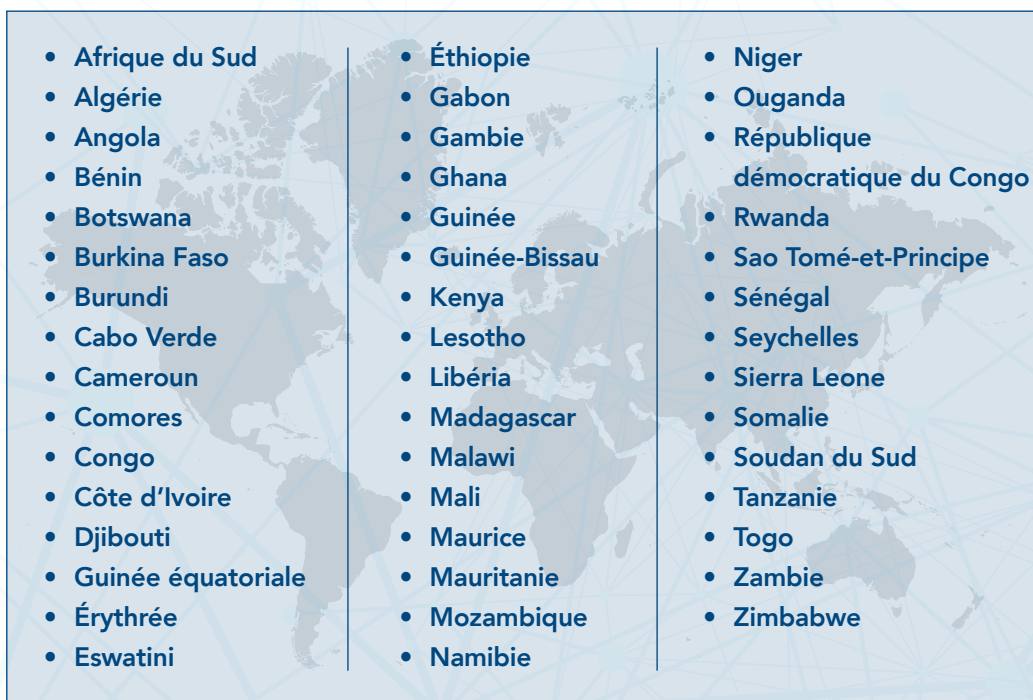 • Afrique du Sud
• Algérie
• Angola
• Bénin
• Botswana
• Burkina Faso
• Burundi
• Cabo Verde
• Cameroun
• Comores
• Congo
• Côte d’Ivoire
• Djibouti
• Guinée équatoriale
• Érythrée
• Eswatini
• Éthiopie
• Gabon
• Gambie
• Ghana
• Guinée
• Guinée-Bissau
• Kenya
• Lesotho
• Libéria
• Madagascar
• Malawi
• Mali
• Maurice
• Mauritanie
• Mozambique
• Namibie
• Niger
• Ouganda
• République
démocratique du Congo
• Rwanda
• Sao Tomé-et-Principe
• Sénégal
• Seychelles
• Sierra Leone
• Somalie
• Soudan du Sud
• Tanzanie
• Togo
• Zambie
• Zimbabwe